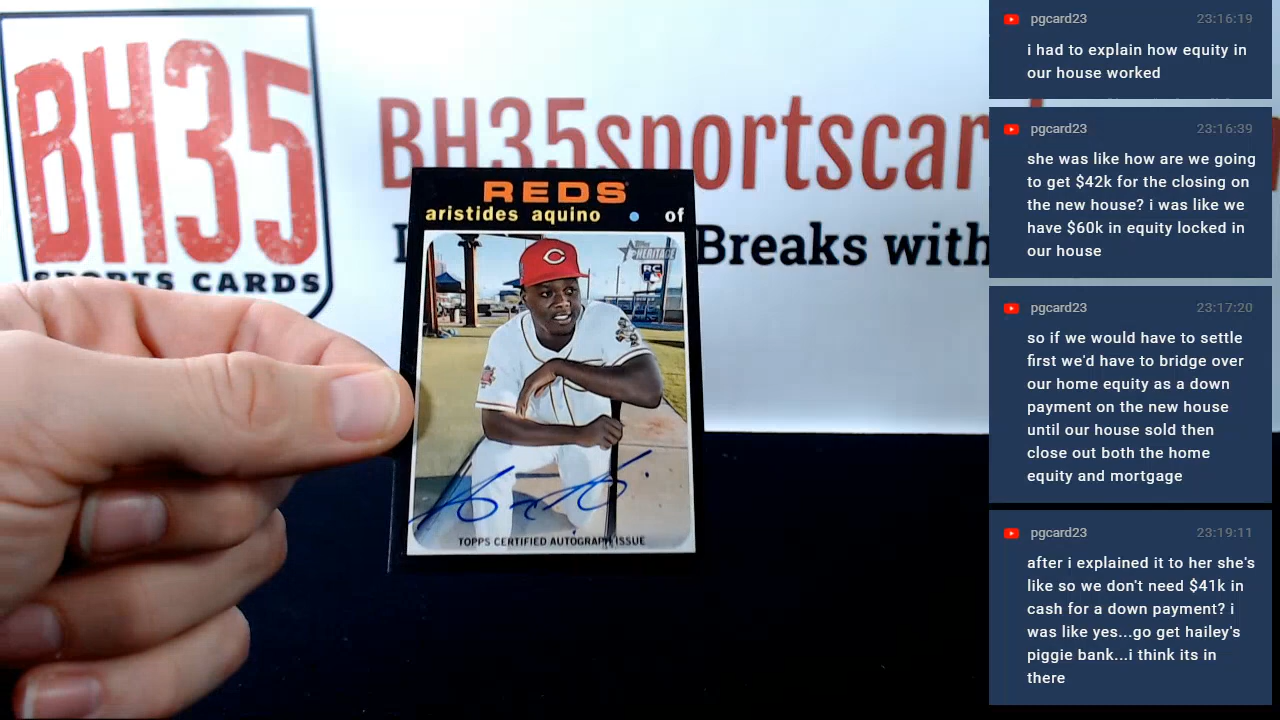 BH35
SPORTS CARDS
BH35sportscar
Breaks with
REDS
aristides aquino • of
Topps
HERITAGE
RC
TOPPS CERTIFIED AUTOGRAPH ISSUE
pgcard23 23:16:19
i had to explain how equity in
our house worked
pgcard23 23:16:39
she was like how are we going
to get $42k for the closing on
the new house? i was like we
have $60k in equity locked in
our house
pgcard23 23:17:20
so if we would have to settle
first we'd have to bridge over
our home equity as a down
payment on the new house
until our house sold then
close out both the home
equity and mortgage
pgcard23 23:19:11
after i explained it to her she's
like so we don't need $41k in
cash for a down payment? i
was like yes...go get hailey's
piggie bank...i think its in
there